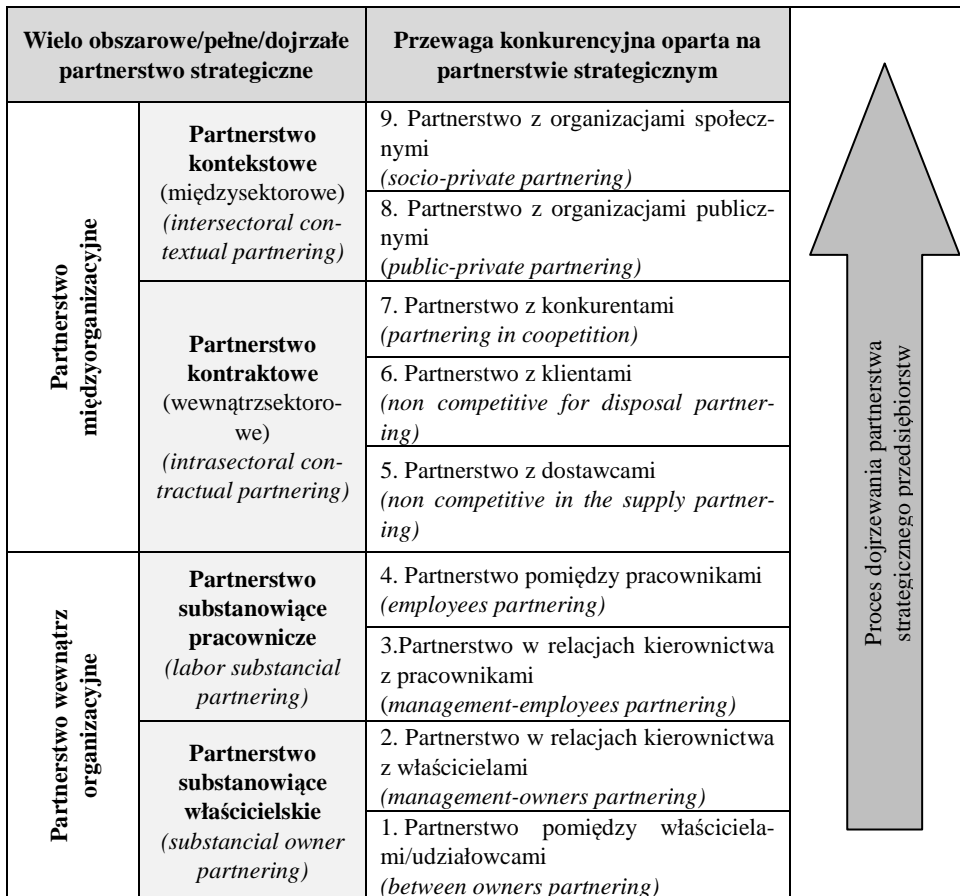 Wielo obszarowe/pełne/dojrzałe
partnerstwo strategiczne
Przewaga konkurencyjna oparta na
partnerstwie strategicznym
Partnerstwo
międzyorganizacyjne
Partnerstwo
kontekstowe
(międzysektorowe)
(intersectoral con-
textual partnering)
9. Partnerstwo z organizacjami społecz-
nymi
(socio-private partnering)
8. Partnerstwo z organizacjami publicz-
nymi
(public-private partnering)
Partnerstwo
kontraktowe
(wewnątrzsektoro-
we)
(intrasectoral con-
tractual partnering)
7. Partnerstwo z konkurentami
(partnering in coopetition)
6. Partnerstwo z klientami
(non competitive for disposal partner-
ing)
5. Partnerstwo z dostawcami
(non competitive in the supply partner-
ing)
Partnerstwo wewnątrz
organizacyjne
Partnerstwo
substanowiące
pracownicze
(labor substancial
partnering)
4. Partnerstwo pomiędzy pracownikami
(employees partnering)
3.Partnerstwo w relacjach kierownictwa
z pracownikami
(management-employees partnering)
Partnerstwo
substanowiące
właścicielskie
(substancial owner
partnering)
2. Partnerstwo w relacjach kierownictwa
z właścicielami
(management-owners partnering)
1. Partnerstwo pomiędzy właściciela-
mi/udziałowcami
(between owners partnering)
Proces dojrzewania partnerstwa
strategicznego przedsiębiorstw